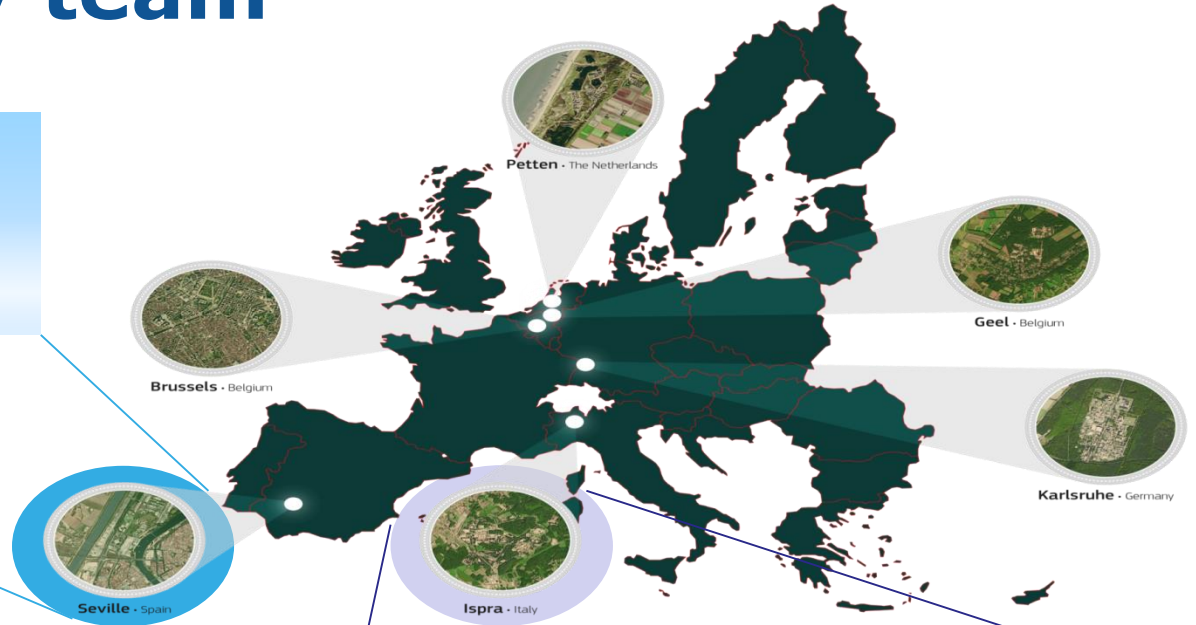 team
Petten · The Netherlands
Geel · Belgium
Brussels · Belgium
Karlsruhe · Germany
Seville · Spain
Ispra · Italy